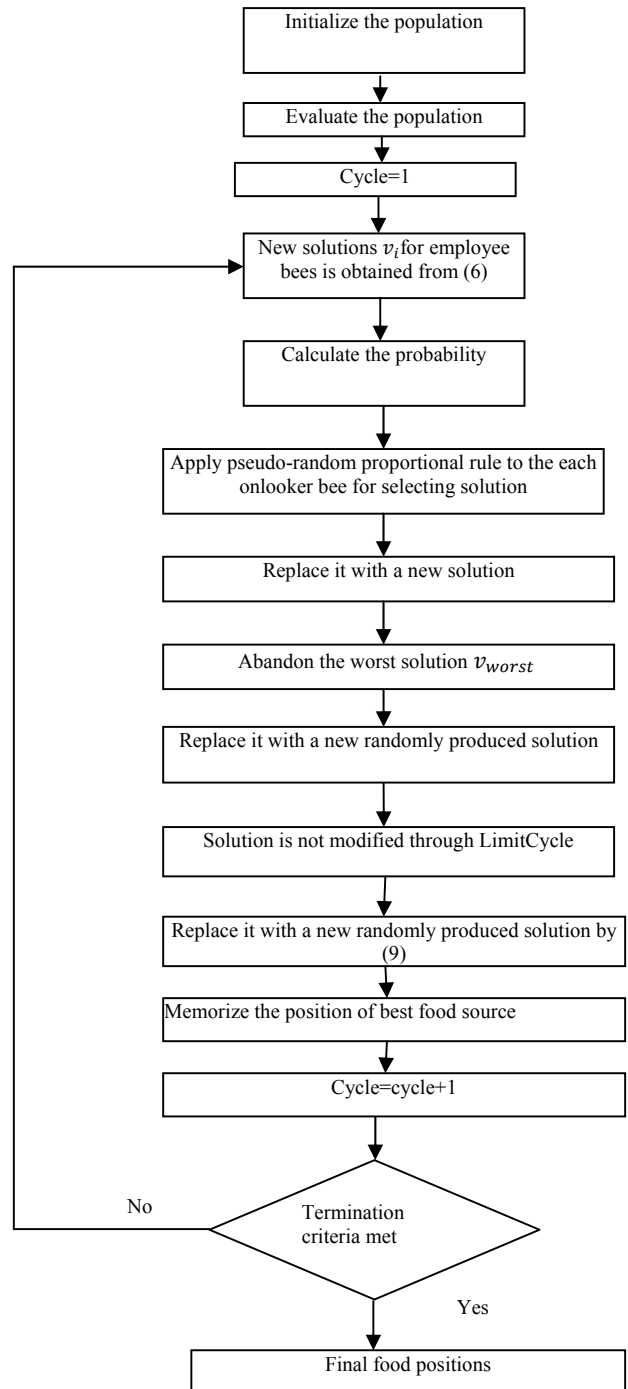 Initialize the population
Evaluate the population
Cycle=1
New solutions 𝑣𝑖for employee
bees is obtained from (6)
Calculate the probability
Apply pseudo-random proportional rule to the each
onlooker bee for selecting solution
Replace it with a new solution
Abandon the worst solution 𝑣𝑤𝑜𝑟𝑠𝑡
Replace it with a new randomly produced solution
Solution is not modified through LimitCycle
Replace it with a new randomly produced solution by
(9)
Memorize the position of best food source
Cycle=cycle+1
No
Termination
criteria met
Yes
Final food positions